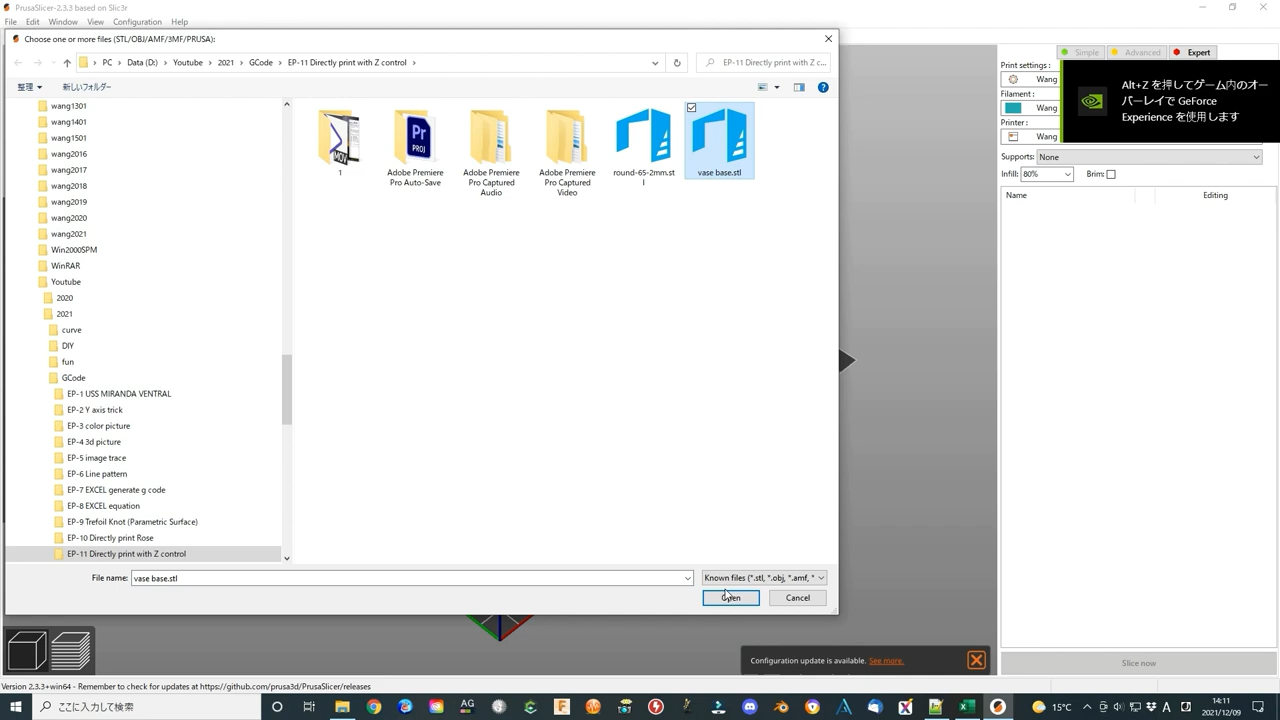 PrusaSlicer-2.3.3 based on Slic3r
File Edit Window View Configuration Help
Choose one or more files (STL/OBJ/AMF/3MF/PRUSA):
PC › Data (D:) › Youtube › 2021 › GCode › EP-11 Directly print with Z control ›
EP-11 Directly print with Z c...
整理 新しいフォルダー
wang1301
wang1401
wang1501
wang2016
wang2017
wang2018
wang2019
wang2020
wang2021
Win2000SPM
WinRAR
Youtube
2020
2021
curve
DIY
fun
GCode
EP-1 USS MIRANDA VENTRAL
EP-2 Y axis trick
EP-3 color picture
EP-4 3d picture
EP-5 image trace
EP-6 Line pattern
EP-7 EXCEL generate g code
EP-8 EXCEL equation
EP-9 Trefoil Knot (Parametric Surface)
EP-10 Directly print Rose
EP-11 Directly print with Z control
MOV
1
Pr
PROJ
Adobe Premiere
Pro Auto-Save
Adobe Premiere
Pro Captured
Audio
Adobe Premiere
Pro Captured
Video
round-65-2mm.st
l
vase base.stl
File name: vase base.stl
Known files (*.stl, *.obj, *.amf, *
Open Cancel
Simple Advanced Expert
Print settings :
Wang
Filament :
Wang
Printer :
Wang
Alt+Z を押してゲーム内のオー
バーレイで GeForce
Experience を使用します
Supports: None
Infill: 80% Brim:
Name Editing
Configuration update is available. See more.
Slice now
Version 2.3.3+win64 - Remember to check for updates at https://github.com/prusa3d/PrusaSlicer/releases
ここに入力して検索
AG
15°C
A
14:11
2021/12/09